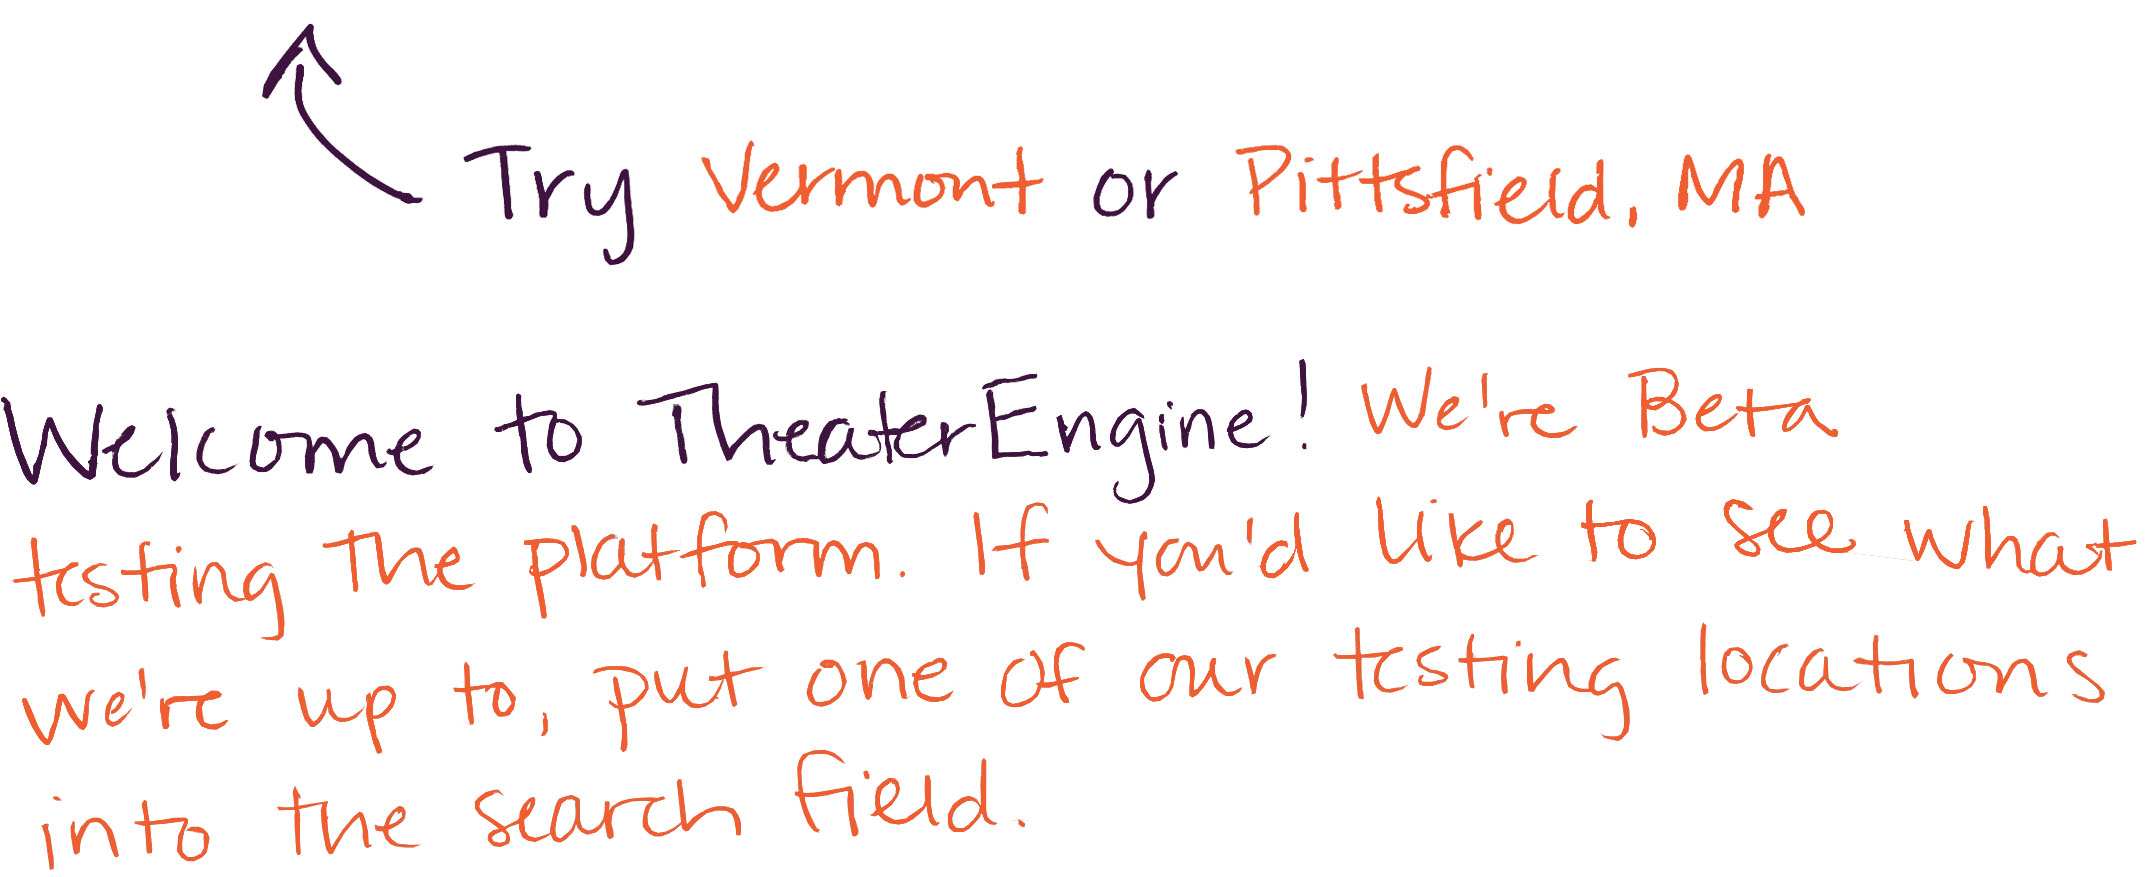 Try Vermont or Pittsfield, MA
Welcome to TheaterEngine! We're Beta
testing the platform. If you'd like to see what
we're up to, put one of our testing locations
into the search field.